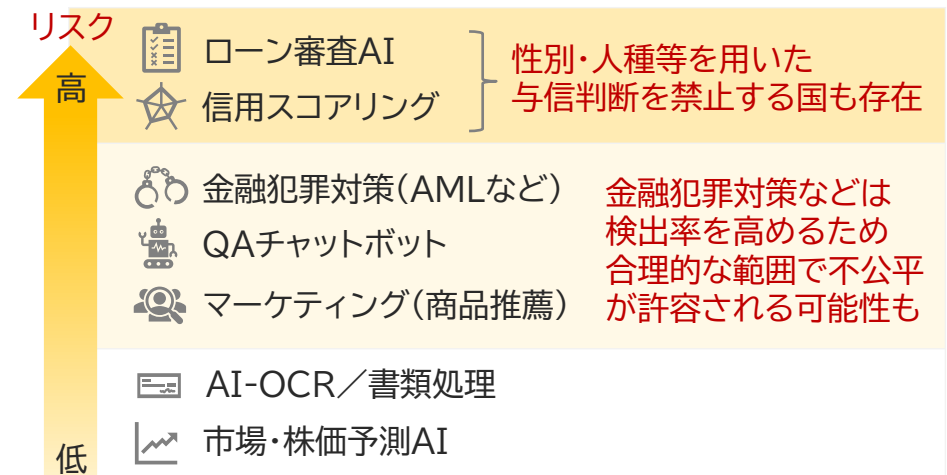 リスク
高
ローン審査AI
信用スコアリング
性別・人種等を用いた
与信判断を禁止する国も存在
金融犯罪対策（AMLなど）
QAチャットボット
マーケティング（商品推薦）
金融犯罪対策などは
検出率を高めるため
合理的な範囲で不公平
が許容される可能性も
AI-OCR／書類処理
市場・株価予測AI
低